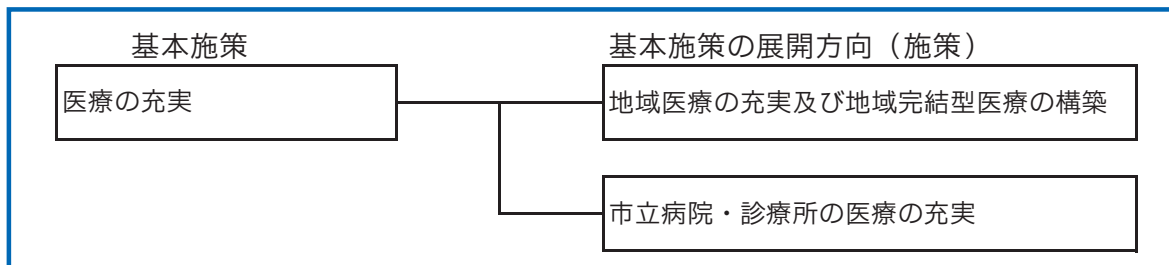 基本施策
基本施策の展開方向（施策）
医療の充実
地域医療の充実及び地域完結型医療の構築
市立病院・診療所の医療の充実